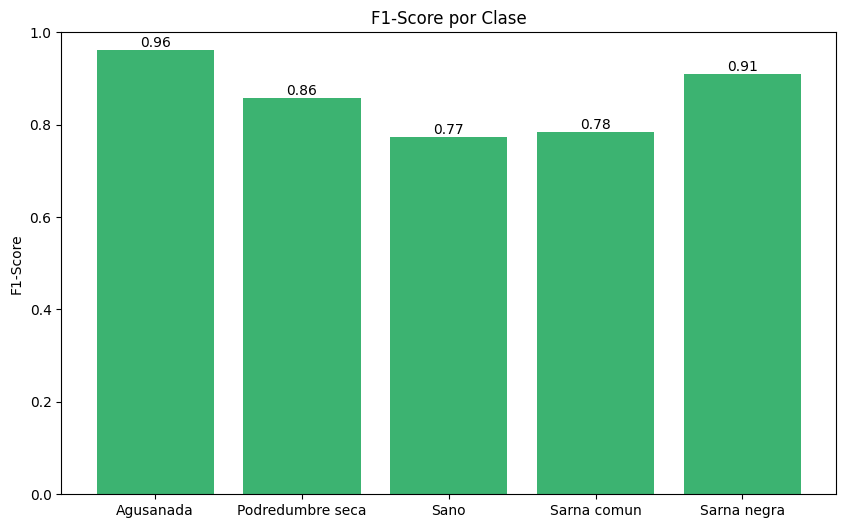 F1-Score por Clase
F1-Score
1.0
0.8
0.6
0.4
0.2
0.0
0.96
0.86
0.77
0.78
0.91
Agusanada
Podredumbre seca
Sano
Sarna comun
Sarna negra